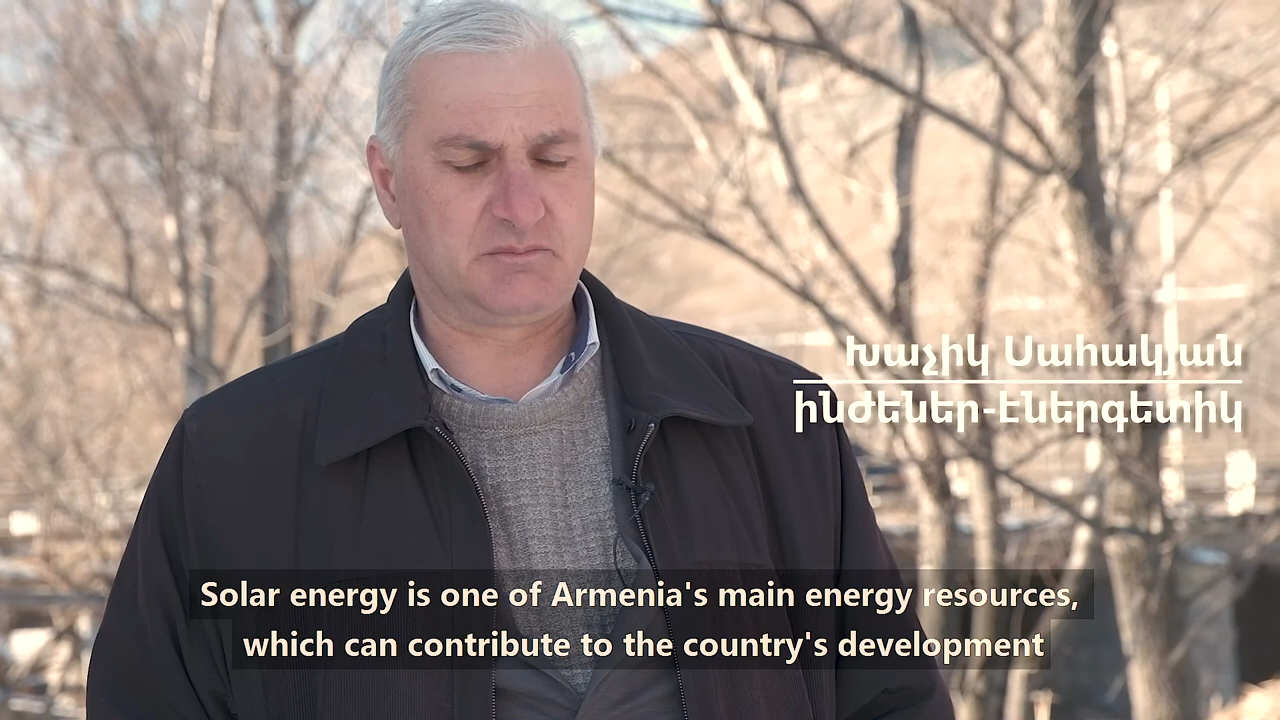 Խաչիկ Սահակյան
ինժեներ-էներգետիկ
Solar energy is one of Armenia's main energy resources,
which can contribute to the country's development